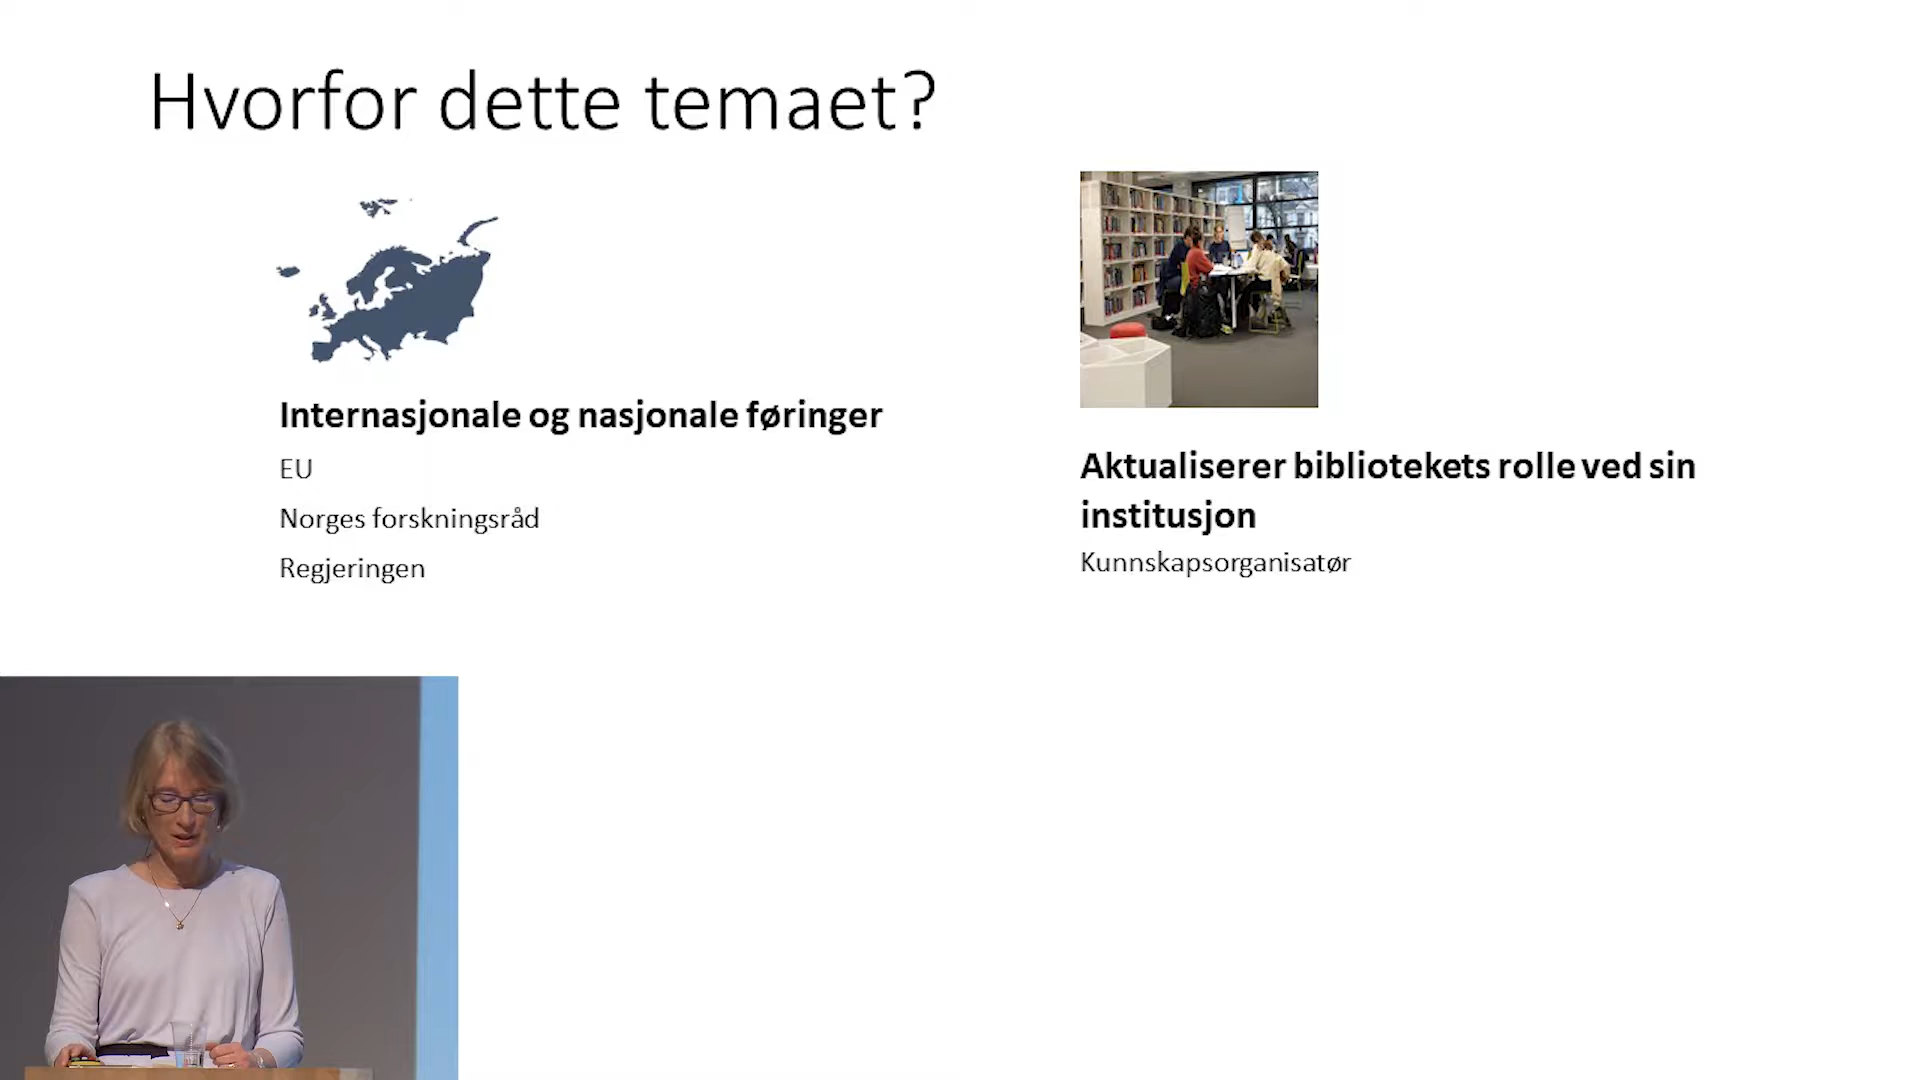 Hvorfor dette temaet?
Internasjonale og nasjonale føringer
EU
Norges forskningsråd
Regjeringen
Aktualiserer bibliotekets rolle ved sin
institusjon
Kunnskapsorganisatør